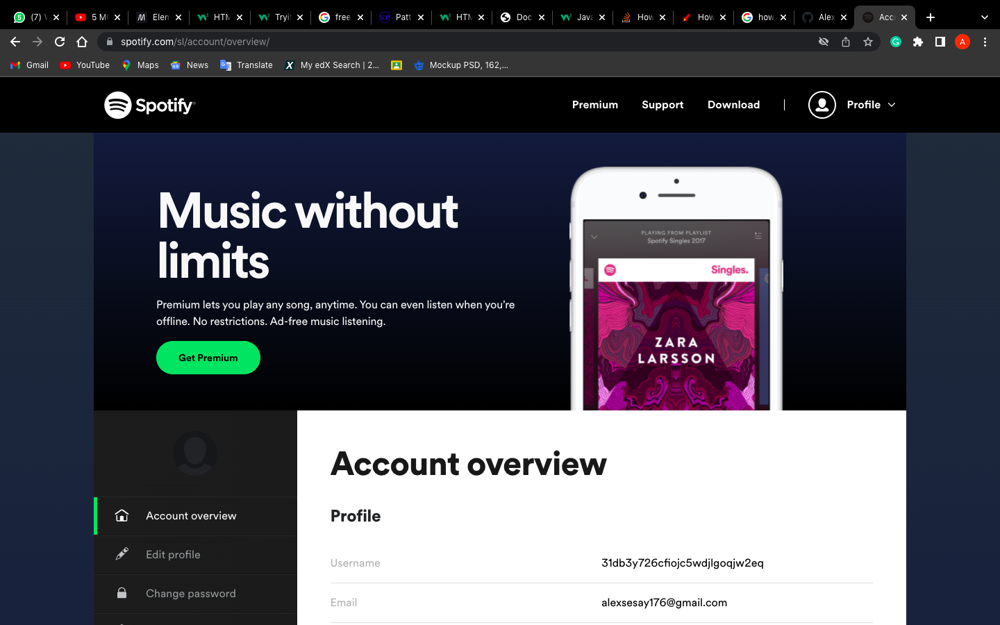 (7) 5 M Elem HTM Tryi free Patt HTM Doc Java How How how Alex Acc
spotify.com/sl/account/overview/
A
Gmail YouTube Maps News Translate My edX Search | 2... Mockup PSD, 162,...
Spotify
Premium Support Download Profile
Music without
limits
Premium lets you play any song, anytime. You can even listen when you’re
offline. No restrictions. Ad-free music listening.
Get Premium
PLAYING FROM PLAYLIST
Spotify Singles 2017
Singles.
ZARA
LARSSON
Account overview
Edit profile
Change password
Account overview
Profile
Username 31db3y726cfiojc5wdjlgoqjw2eq
Email alexsesay176@gmail.com